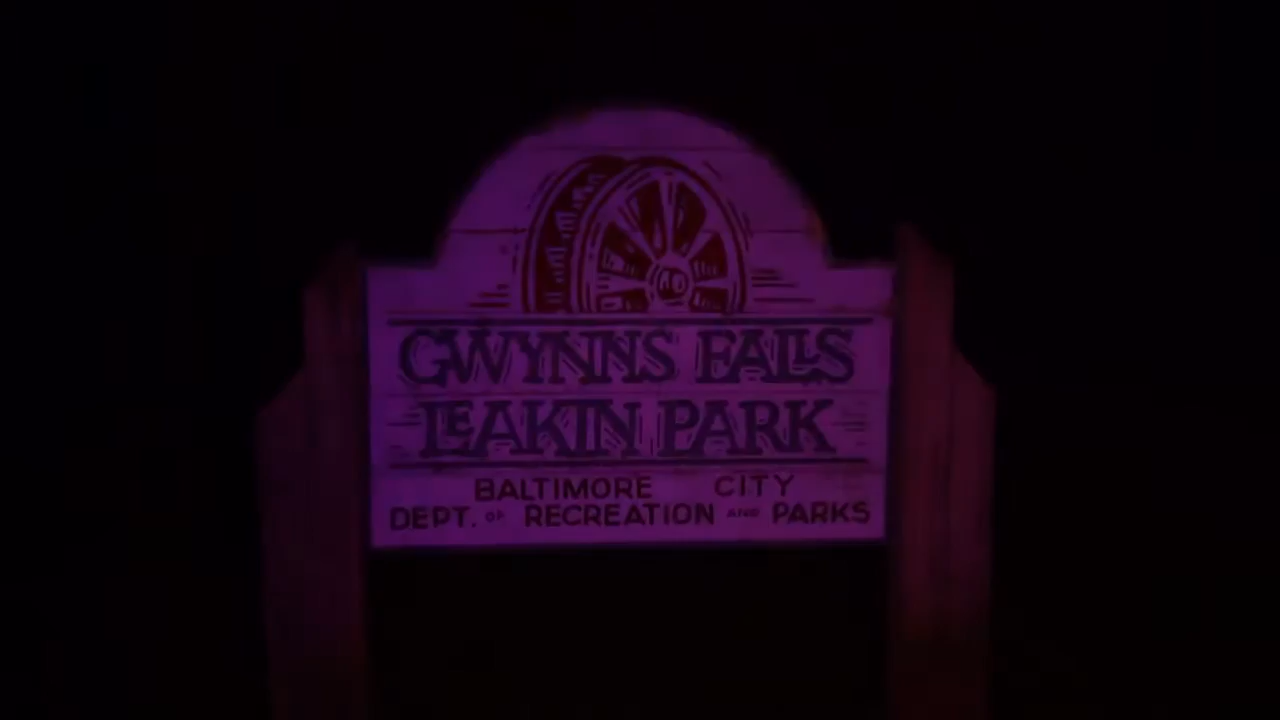 GWYNNS FALLS
LEAKIN PARK
BALTIMORE CITY
DEPT. OF RECREATION AND PARKS